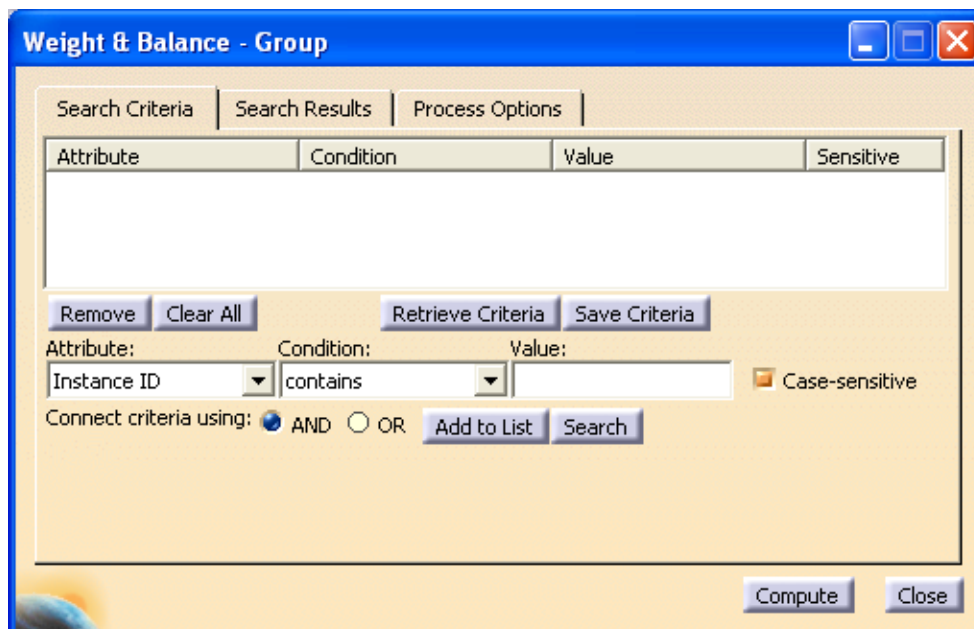 Weight & Balance - Group
Search Criteria Search Results Process Options
Attribute Condition Value Sensitive
Remove Clear All Retrieve Criteria Save Criteria
Attribute: Condition: Value:
Instance ID contains Case-sensitive
Connect criteria using: AND OR Add to List Search
Compute Close